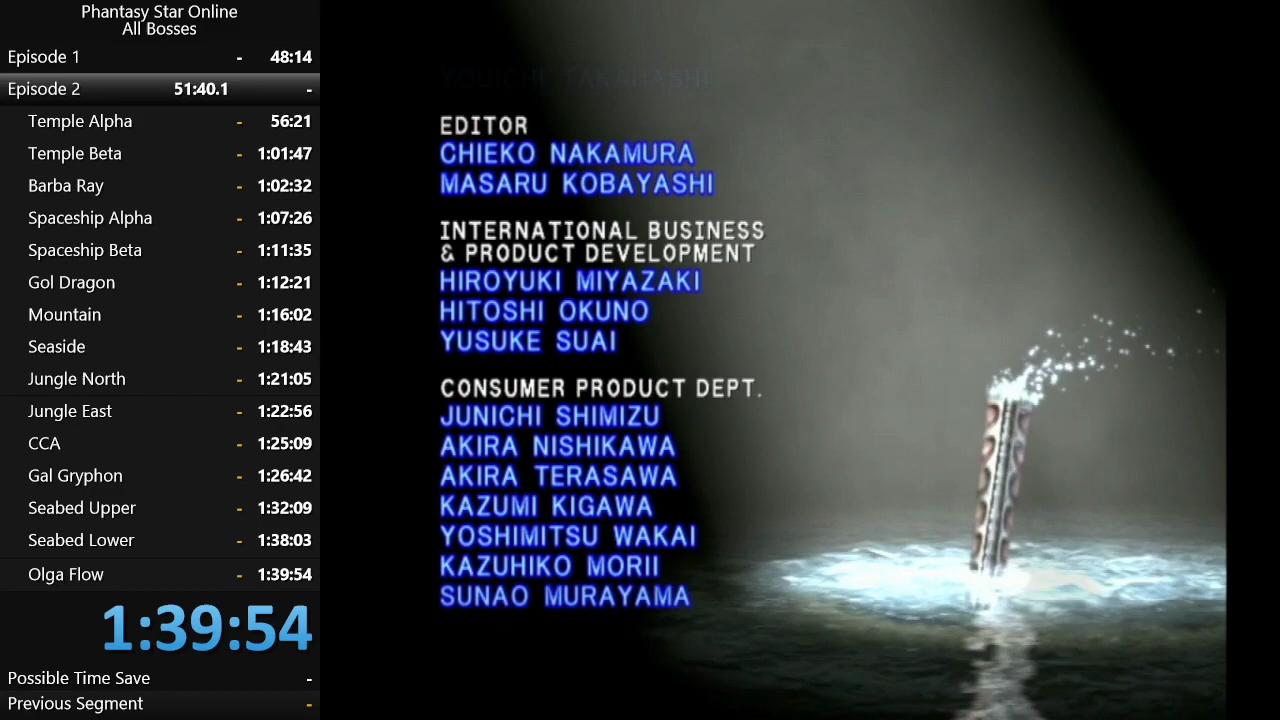 Phantasy Star Online
All Bosses
Episode 1 - 48:14
Episode 2 51:40.1 -
Temple Alpha - 56:21
Temple Beta - 1:01:47
Barba Ray - 1:02:32
Spaceship Alpha - 1:07:26
Spaceship Beta - 1:11:35
Gol Dragon - 1:12:21
Mountain - 1:16:02
Seaside - 1:18:43
Jungle North - 1:21:05
Jungle East - 1:22:56
CCA - 1:25:09
Gal Gryphon - 1:26:42
Seabed Upper - 1:32:09
Seabed Lower - 1:38:03
Olga Flow - 1:39:54
1:39:54
Possible Time Save -
Previous Segment -
YOUICHI TAKAHASHI
EDITOR
CHIEKO NAKAMURA
MASARU KOBAYASHI
INTERNATIONAL BUSINESS
& PRODUCT DEVELOPMENT
HIROYUKI MIYAZAKI
HITOSHI OKUNO
YUSUKE SUAI
CONSUMER PRODUCT DEPT.
JUNICHI SHIMIZU
AKIRA NISHIKAWA
AKIRA TERASAWA
KAZUMI KIGAWA
YOSHIMITSU WAKAI
KAZUHIKO MORII
SUNAO MURAYAMA